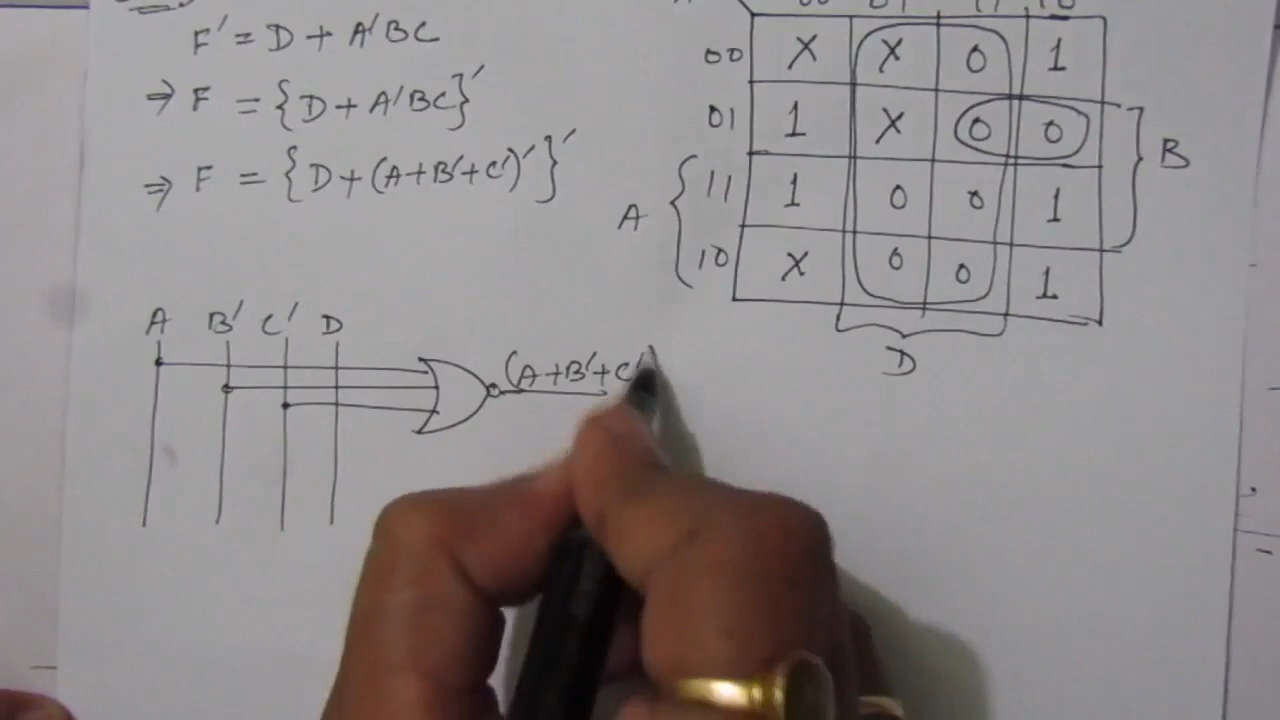 F' = D + A'BC
⇒ F = {D + A'BC}'
⇒ F = {D + (A+B'+C')'}'
00 X X 0 1
01 1 X 0 0
B
A
11 1 0 0 1
10 X 0 0 1
D
A B' C' D
(A+B'+C')